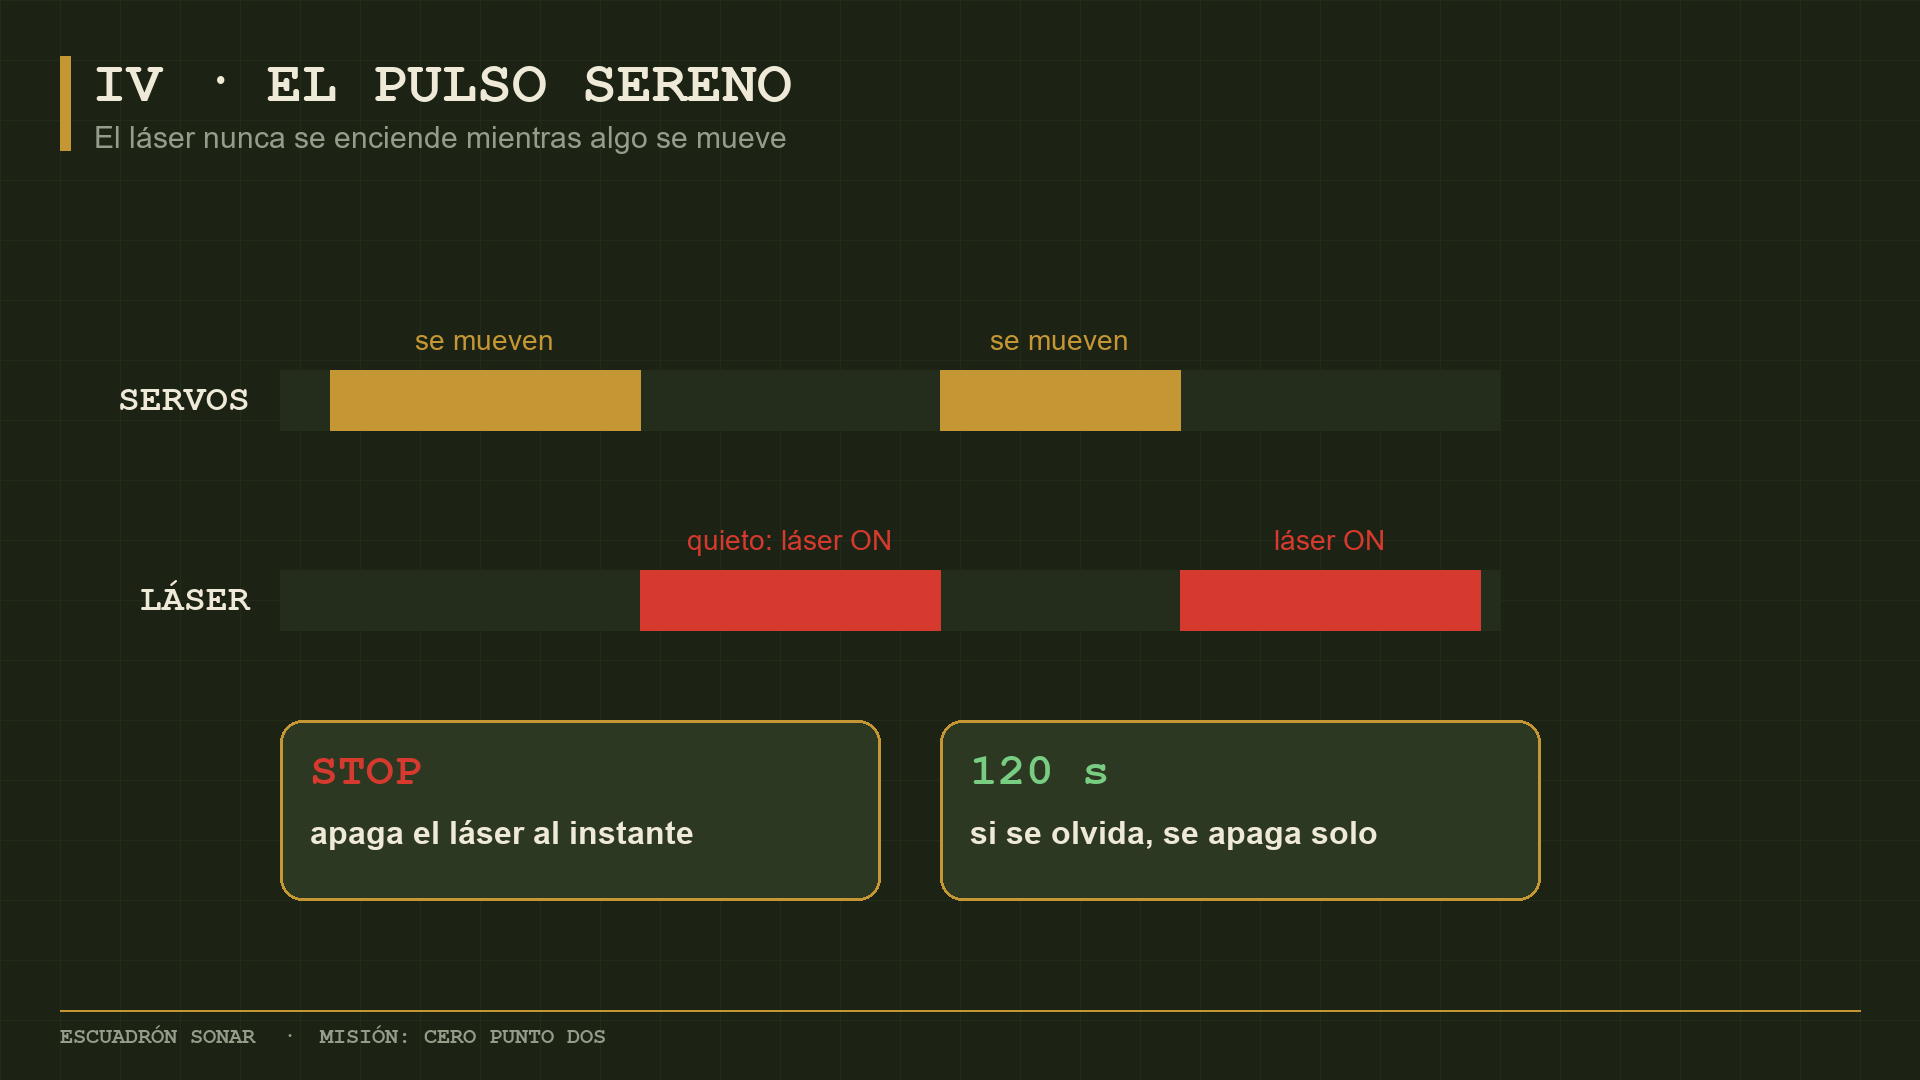 IV · EL PULSO SERENO
El láser nunca se enciende mientras algo se mueve
se mueven se mueven
SERVOS
quieto: láser ON láser ON
LÁSER
STOP
apaga el láser al instante
120 s
si se olvida, se apaga solo
ESCUADRÓN SONAR · MISIÓN: CERO PUNTO DOS